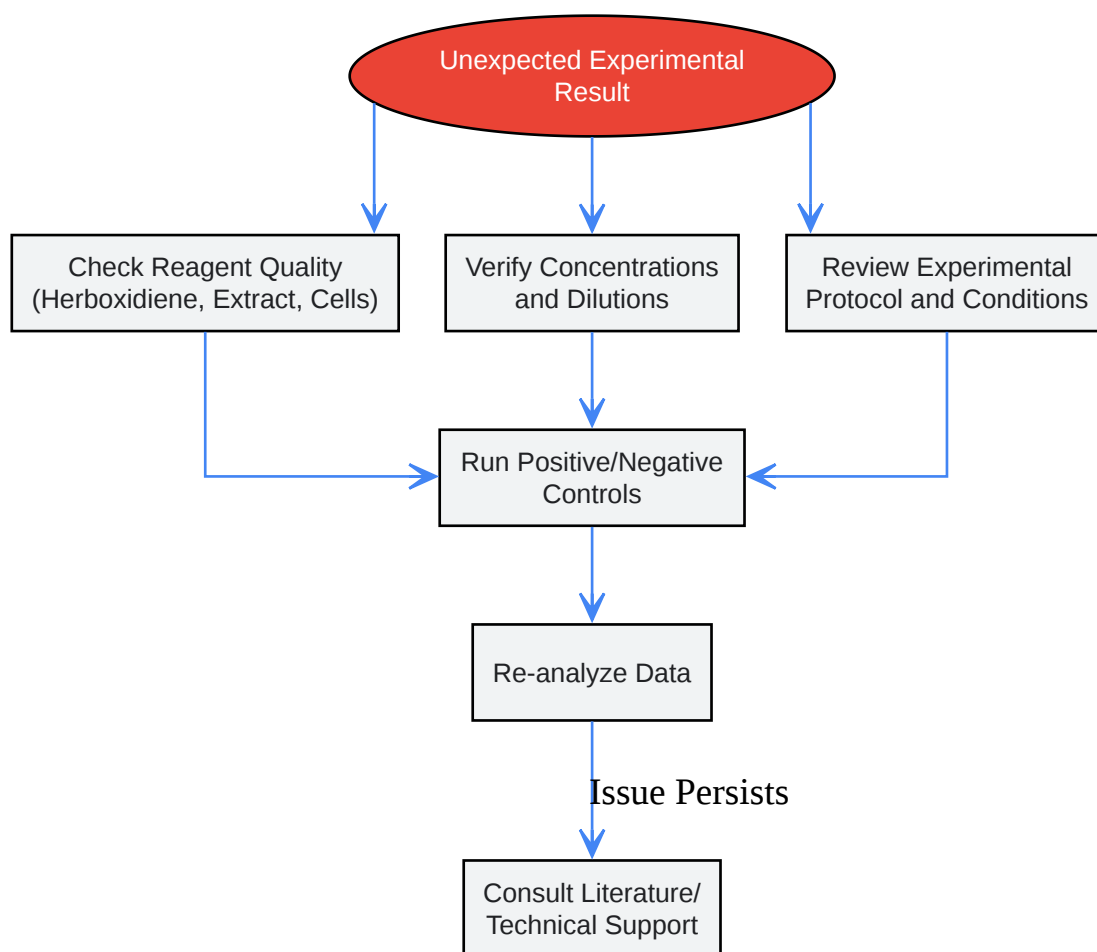 Unexpected Experimental
Result
Check Reagent Quality
(Herboxidiene, Extract, Cells)
Verify Concentrations
and Dilutions
Review Experimental
Protocol and Conditions
Run Positive/Negative
Controls
Re-analyze Data
Issue Persists
Consult Literature/
Technical Support